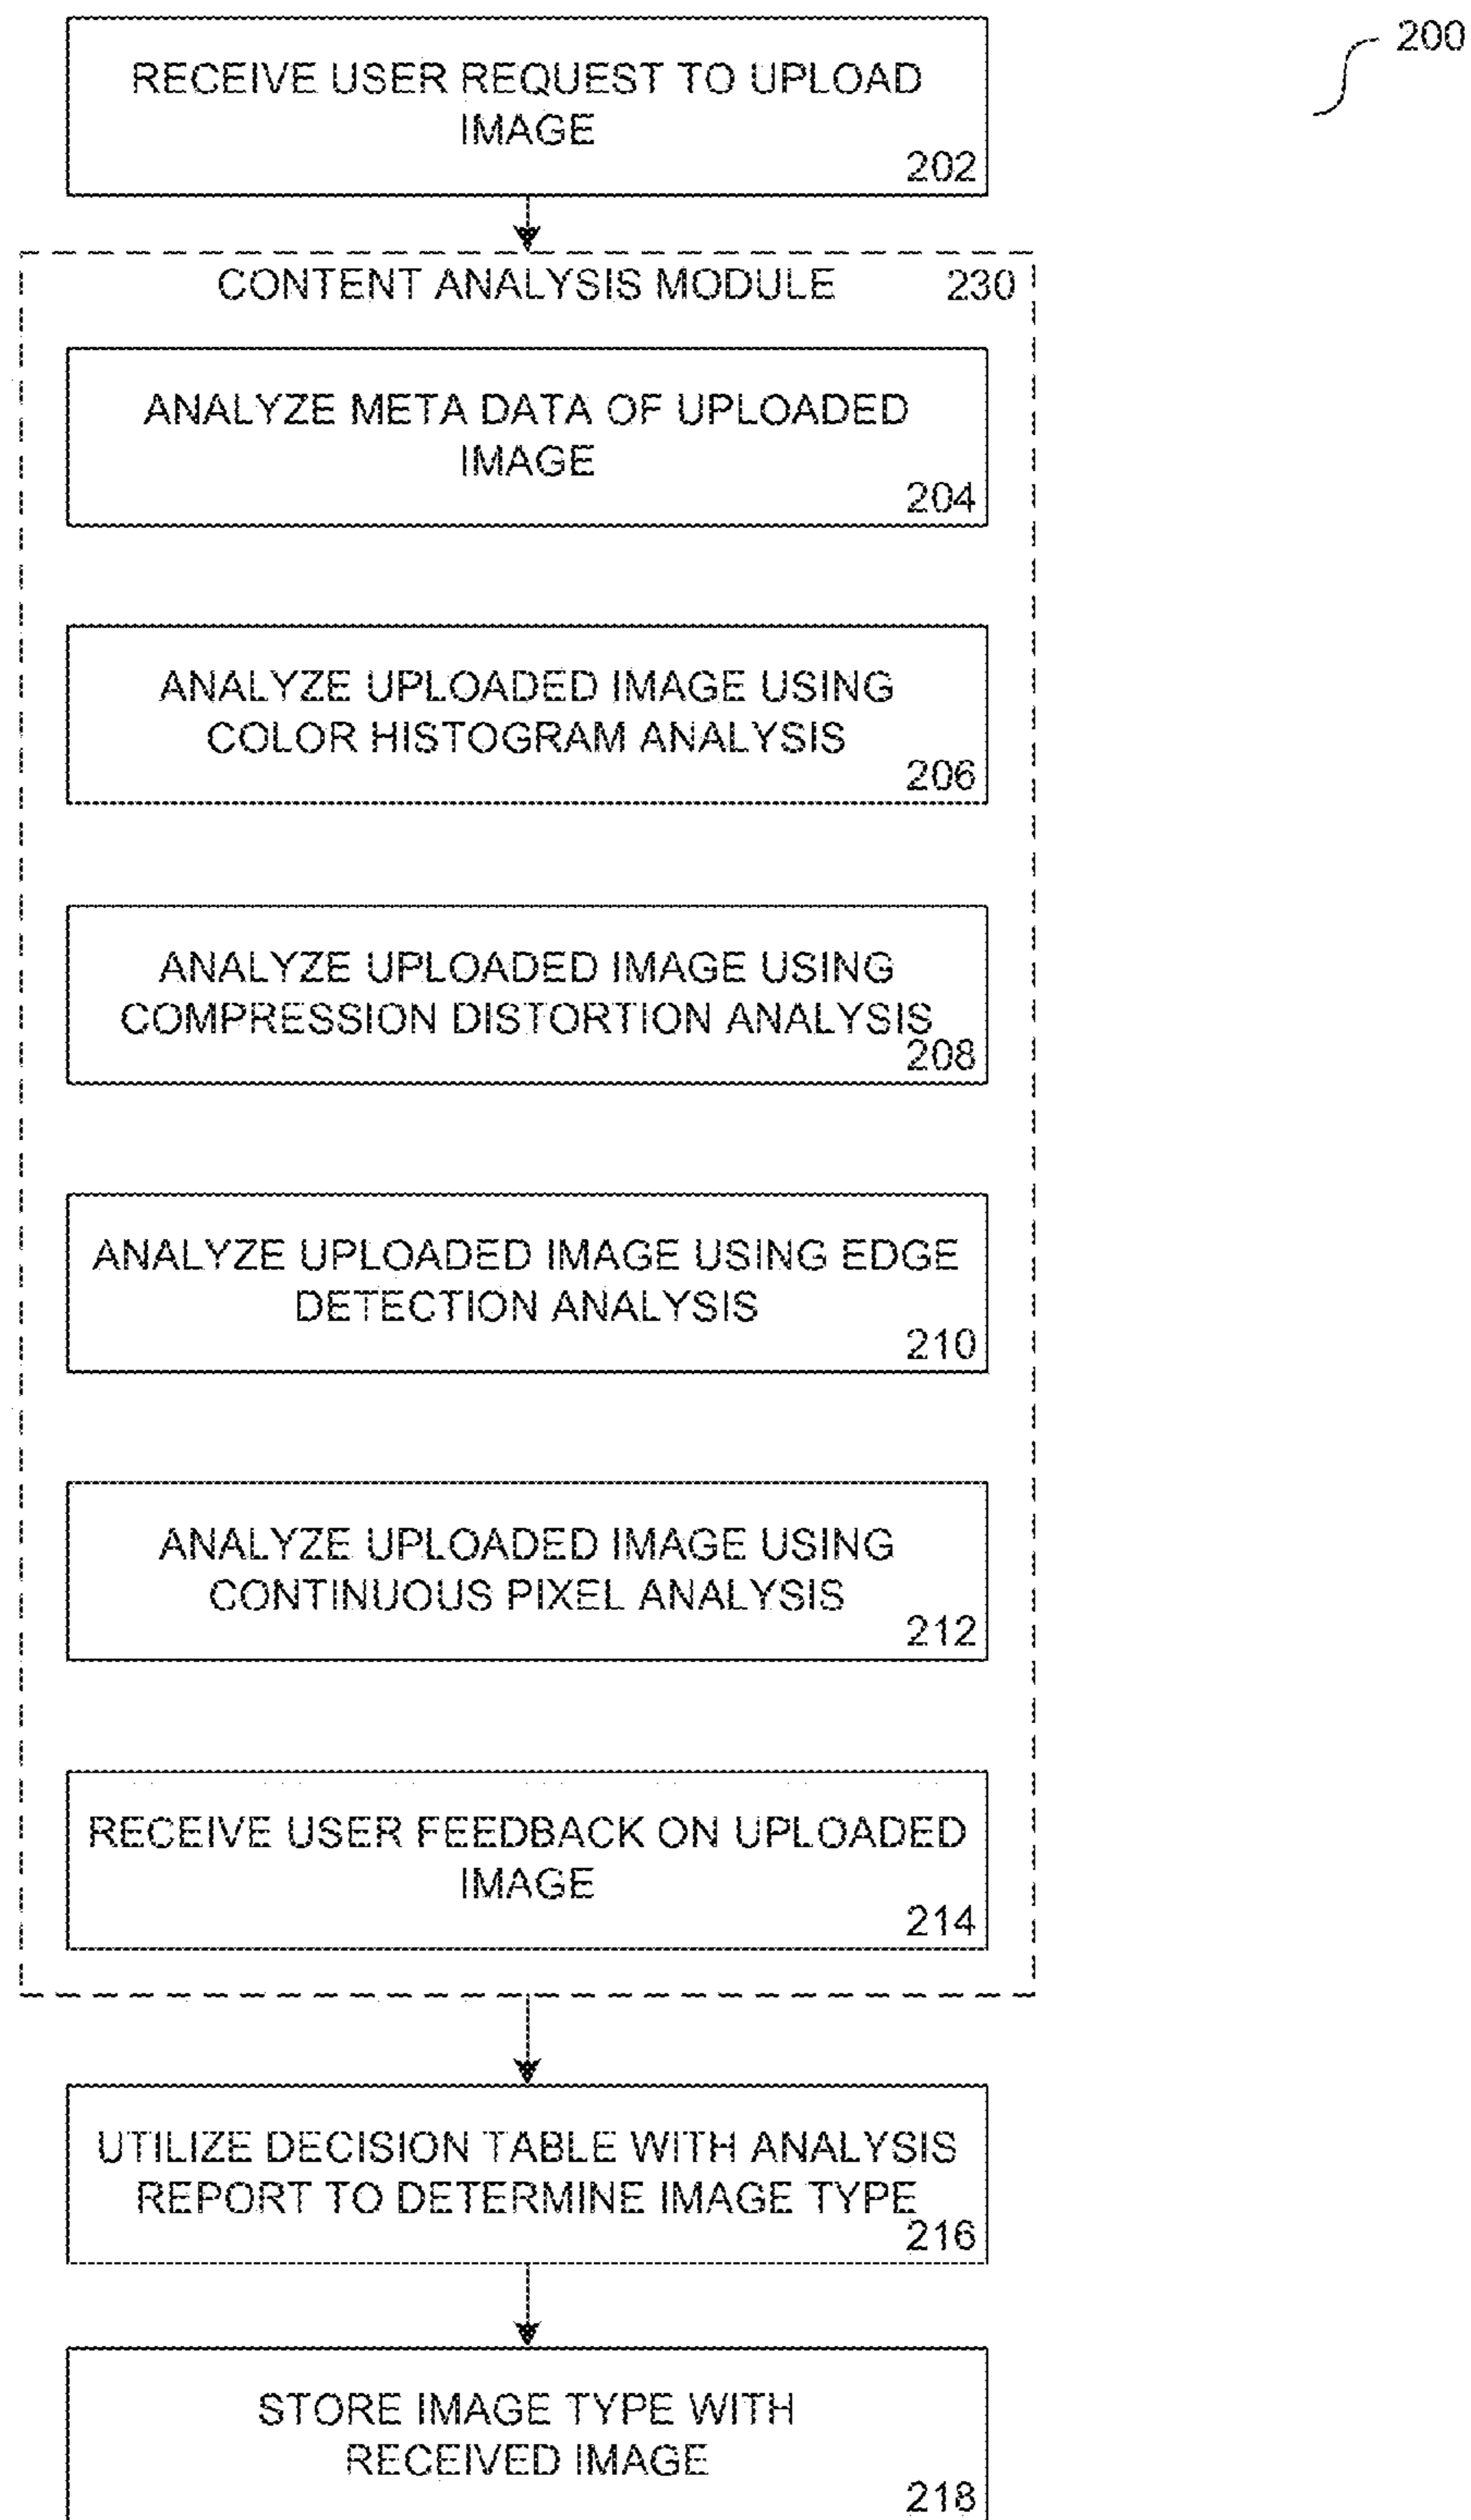 200
RECEIVE USER REQUEST TO UPLOAD
IMAGE
202
CONTENT ANALYSIS MODULE 230
ANALYZE META DATA OF UPLOADED
IMAGE
204
ANALYZE UPLOADED IMAGE USING
COLOR HISTOGRAM ANALYSIS
206
ANALYZE UPLOADED IMAGE USING
COMPRESSION DISTORTION ANALYSIS
208
ANALYZE UPLOADED IMAGE USING EDGE
DETECTION ANALYSIS
210
ANALYZE UPLOADED IMAGE USING
CONTINUOUS PIXEL ANALYSIS
212
RECEIVE USER FEEDBACK ON UPLOADED
IMAGE
214
UTILIZE DECISION TABLE WITH ANALYSIS
REPORT TO DETERMINE IMAGE TYPE
216
STORE IMAGE TYPE WITH
RECEIVED IMAGE
218